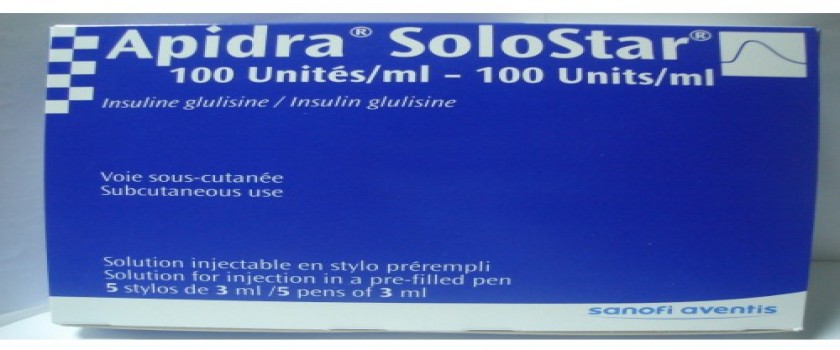 Apidra® SoloStar®
100 Unités/ml – 100 Units/ml
Insuline glulisine / Insulin glulisine
Voie sous-cutanée
Subcutaneous use
Solution injectable en stylo prérempli
Solution for injection in a pre-filled pen
5 stylos de 3 ml /5 pens of 3 ml
sanofi aventis